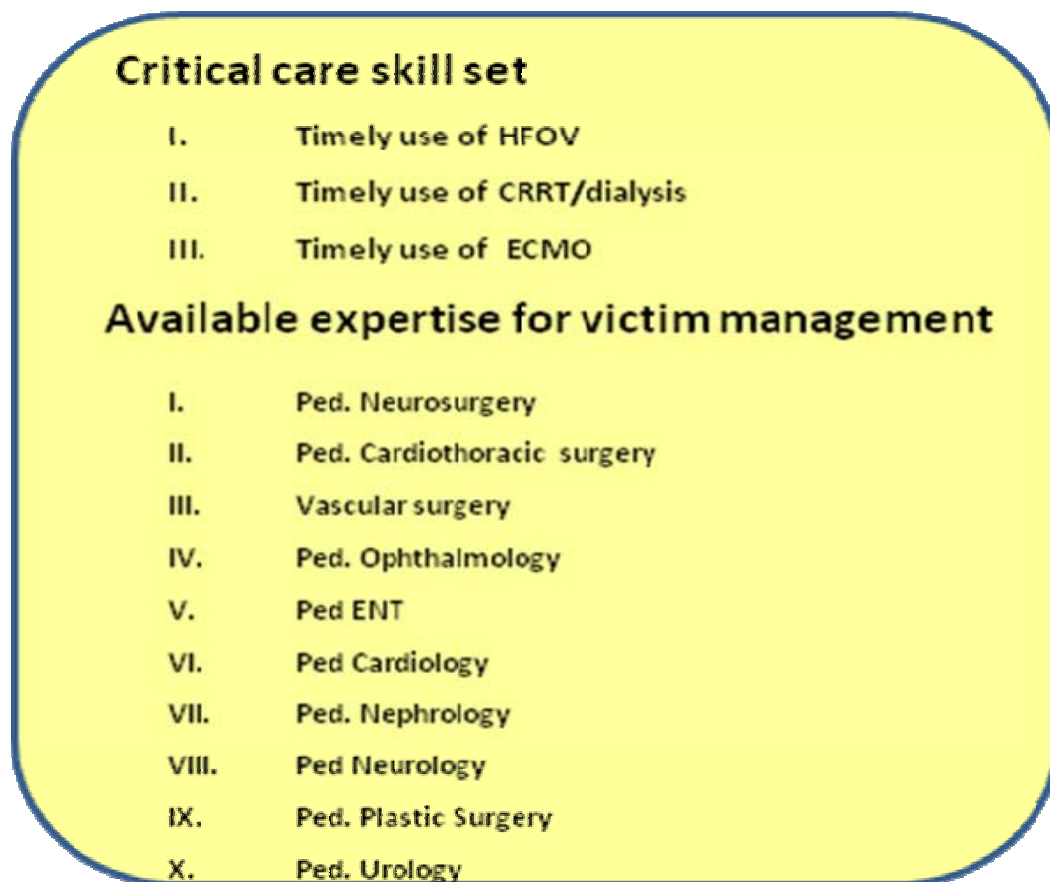 Critical care skill set
I. Timely use of HFOV
II. Timely use of CRRT/dialysis
III. Timely use of ECMO
Available expertise for victim management
I. Ped. Neurosurgery
II. Ped. Cardiothoracic surgery
III. Vascular surgery
IV. Ped. Ophthalmology
V. Ped ENT
VI. Ped Cardiology
VII. Ped. Nephrology
VIII. Ped Neurology
IX. Ped. Plastic Surgery
X. Ped. Urology